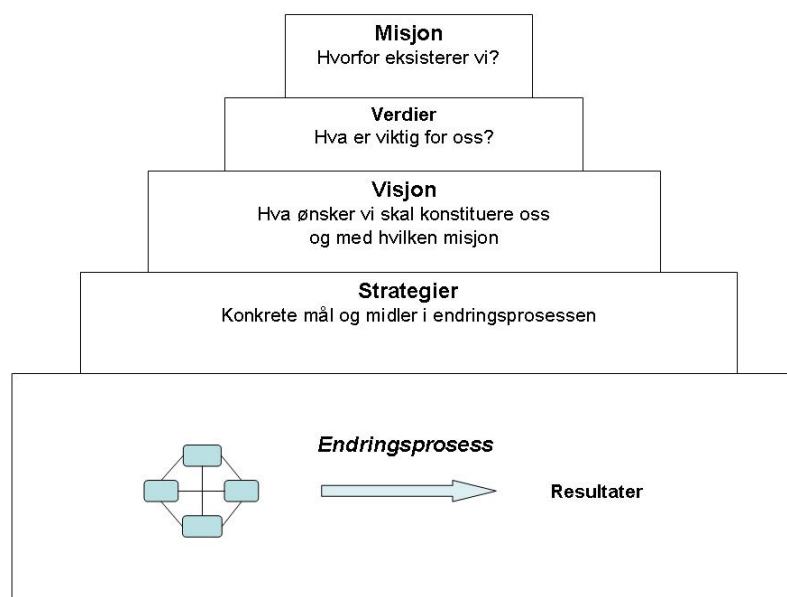 Misjon
Hvorfor eksisterer vi?
Verdier
Hva er viktig for oss?
Visjon
Hva ønsker vi skal konstituere oss
og med hvilken misjon
Strategier
Konkrete mål og midler i endringsprosessen
Endringsprosess
Resultater